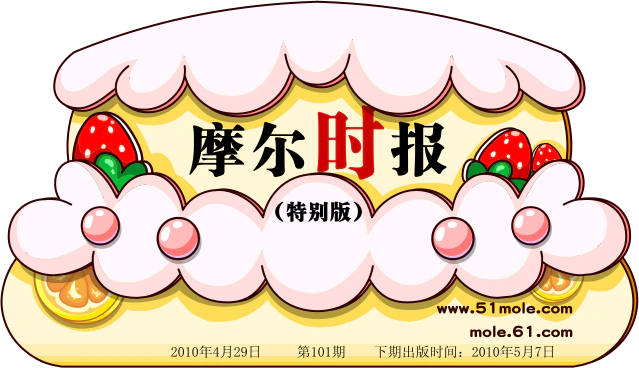 摩尔时报
（特别版）
www.51mole.com
mole.61.com
2010年4月29日 第101期 下期出版时间：2010年5月7日